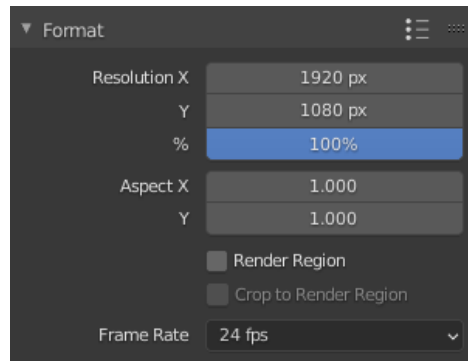 Format
Resolution X 1920 px
Y 1080 px
% 100%
Aspect X 1.000
Y 1.000
Render Region
Crop to Render Region
Frame Rate 24 fps